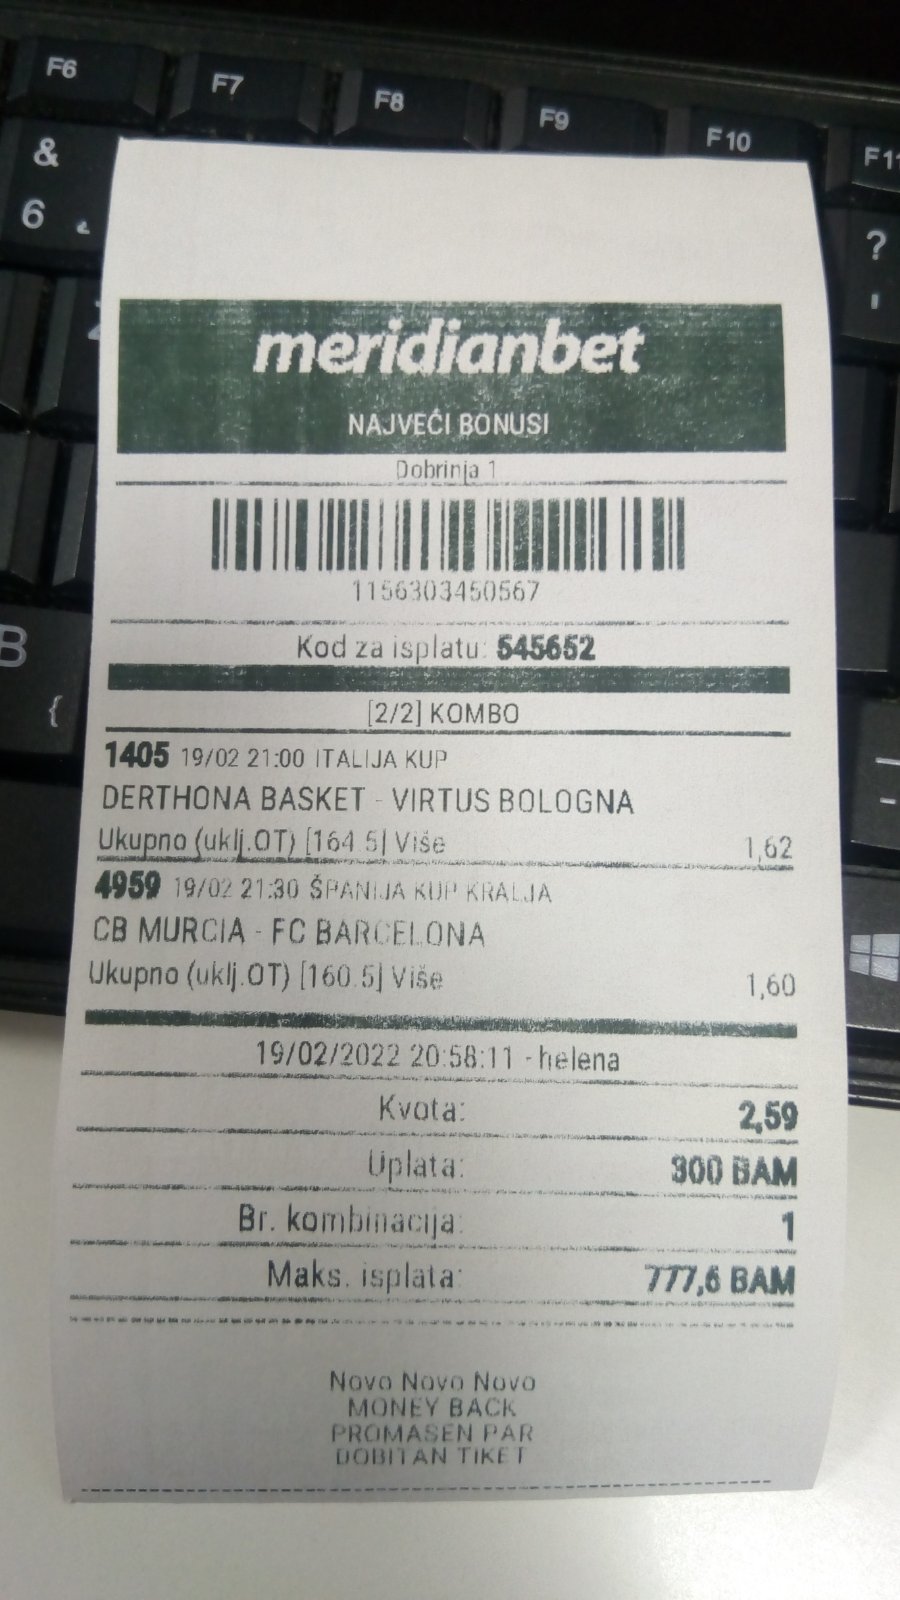 F6
F7
F8
F9
F10
F11
&
6
?
B
{
meridianbet
NAJVEĆI BONUSI
Dobrinja 1
1156303450567
Kod za isplatu: 545652
[2/2] KOMBO
1405 19/02 21:00 ITALIJA KUP
DERTHONA BASKET - VIRTUS BOLOGNA
Ukupno (uklj.OT) [164.5] Više 1,62
4959 19/02 21:30 ŠPANIJA KUP KRALJA
CB MURCIA - FC BARCELONA
Ukupno (uklj.OT) [160.5] Više 1,60
19/02/2022 20:58:11 - helena
Kvota: 2,59
Uplata: 300 BAM
Br. kombinacija: 1
Maks. isplata: 777,6 BAM
Novo Novo Novo
MONEY BACK
PROMASEN PAR
DOBITAN TIKET